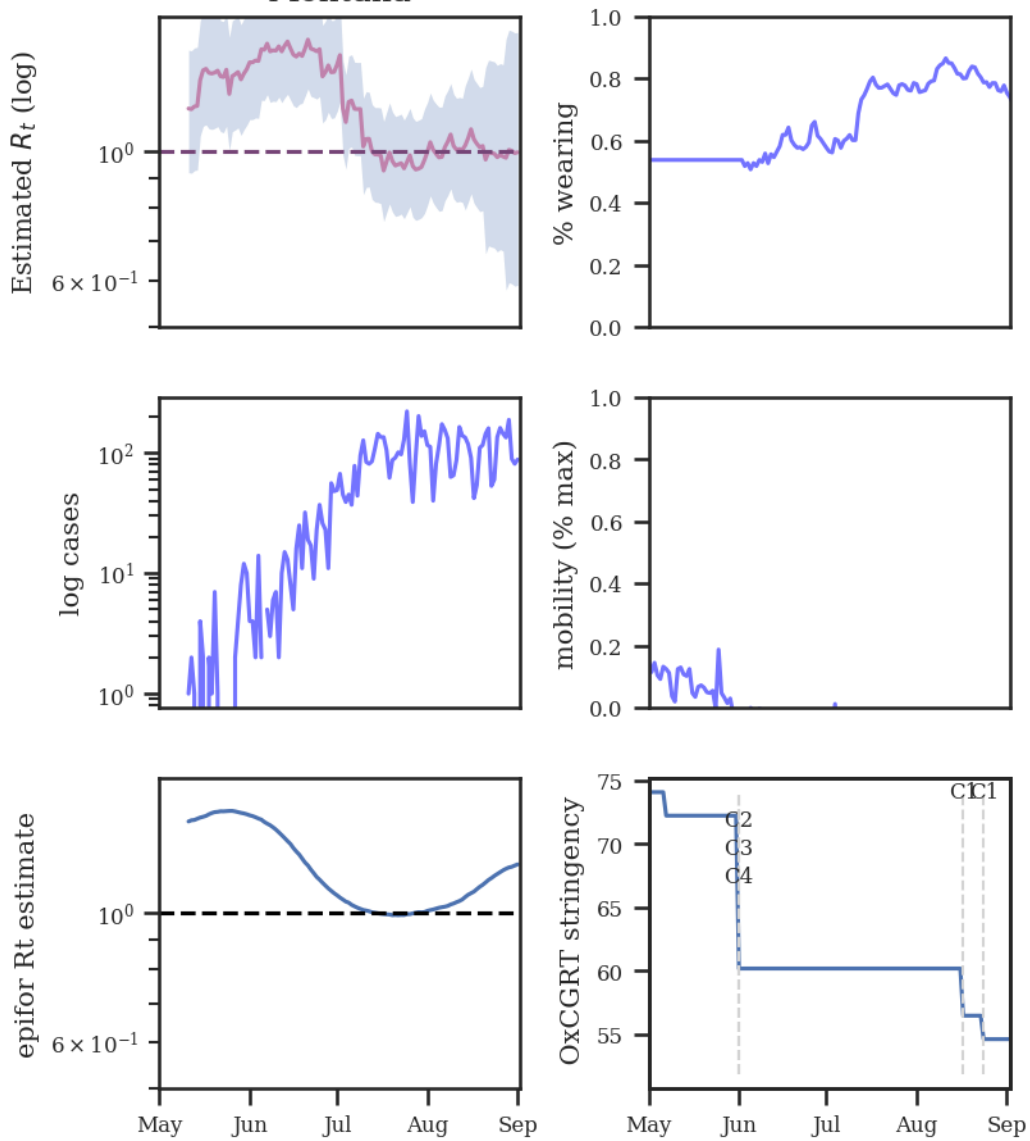 Montana
Estimated R_t (log)
10^0
6 × 10^-1
% wearing
1.0
0.8
0.6
0.4
0.2
0.0
log cases
10^2
10^1
10^0
mobility (% max)
1.0
0.8
0.6
0.4
0.2
0.0
epifor Rt estimate
10^0
6 × 10^-1
May Jun Jul Aug Sep
OxCGRT stringency
75
70
65
60
55
C2
C3
C4
C1 C1
May Jun Jul Aug Sep